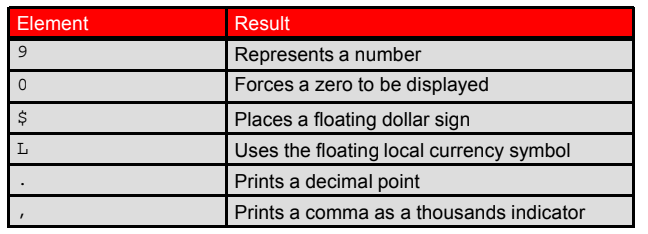 Element Result
9 Represents a number
0 Forces a zero to be displayed
$ Places a floating dollar sign
L Uses the floating local currency symbol
. Prints a decimal point
, Prints a comma as a thousands indicator